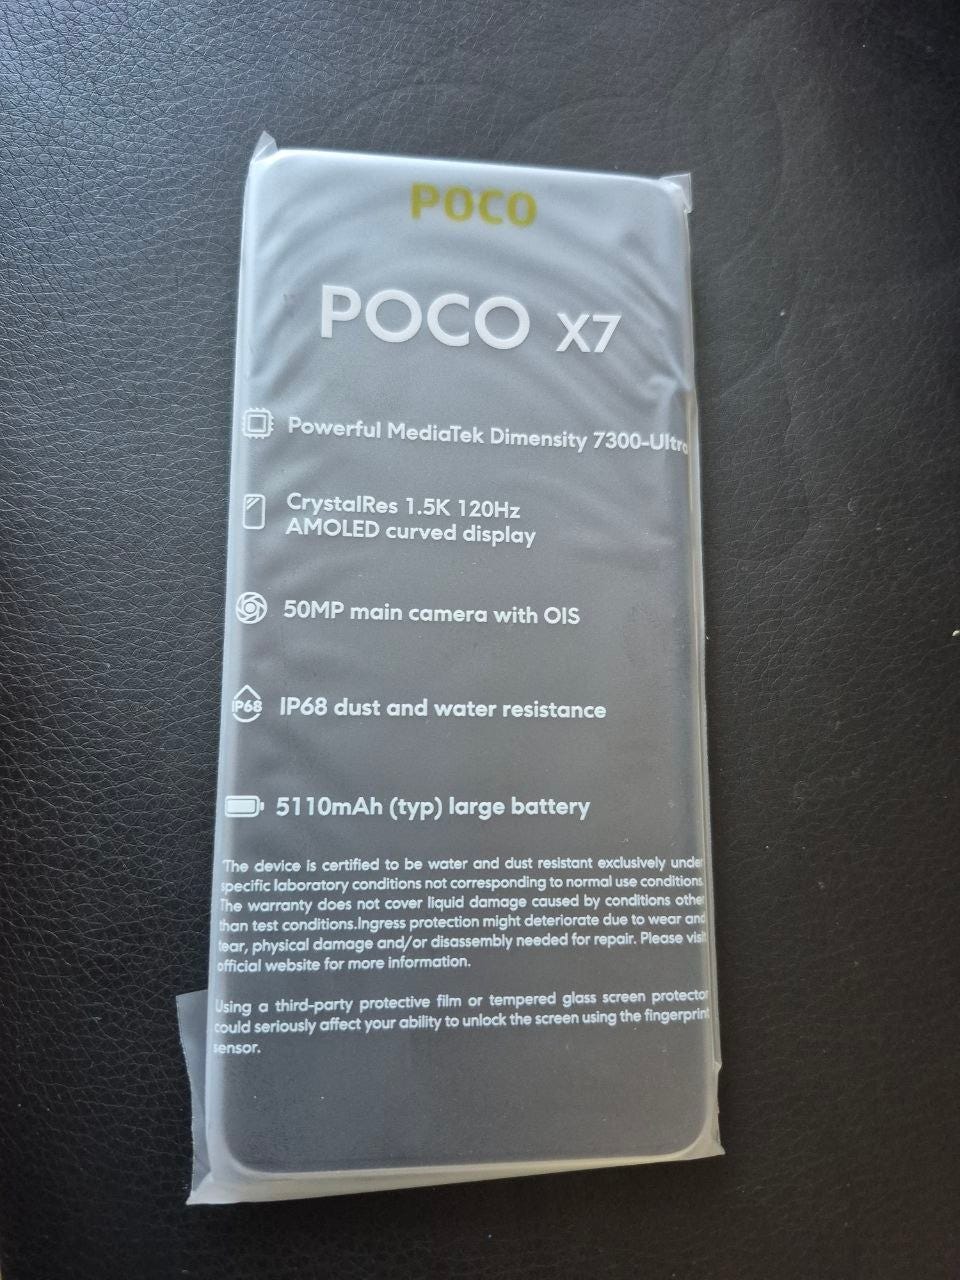 POCO
POCO X7
Powerful MediaTek Dimensity 7300-Ultra
CrystalRes 1.5K 120Hz
AMOLED curved display
50MP main camera with OIS
IP68 IP68 dust and water resistance
5110mAh (typ) large battery
*The device is certified to be water and dust resistant exclusively under
specific laboratory conditions not corresponding to normal use conditions.
The warranty does not cover liquid damage caused by conditions other
than test conditions.Ingress protection might deteriorate due to wear and
tear, physical damage and/or disassembly needed for repair. Please visit
official website for more information.
Using a third-party protective film or tempered glass screen protector
could seriously affect your ability to unlock the screen using the fingerprint
sensor.